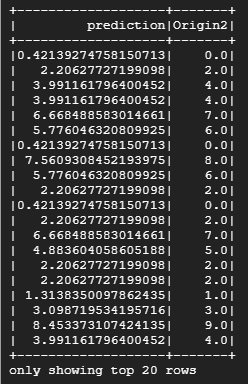 +-------------------+-------+
|         prediction|Origin2|
+-------------------+-------+
|0.42139274758150713|    0.0|
|   2.20627727199098|    2.0|
|  3.991161796400452|    4.0|
|  3.991161796400452|    4.0|
|  6.668488583014661|    7.0|
|  5.776046320809925|    6.0|
|0.42139274758150713|    0.0|
| 7.5609308452193975|    8.0|
|  5.776046320809925|    6.0|
|   2.20627727199098|    2.0|
|0.42139274758150713|    0.0|
|   2.20627727199098|    2.0|
|  6.668488583014661|    7.0|
|  4.883604058605188|    5.0|
|   2.20627727199098|    2.0|
|   2.20627727199098|    2.0|
| 1.3138350097862435|    1.0|
|  3.098719534195716|    3.0|
|  8.453373107424135|    9.0|
|  3.991161796400452|    4.0|
+-------------------+-------+
only showing top 20 rows